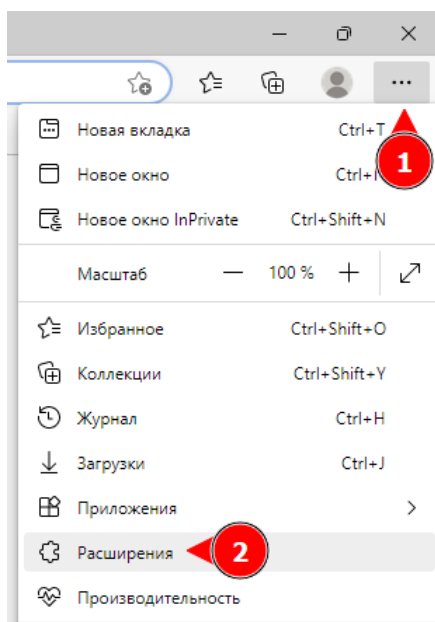 Новая вкладка Ctrl+T
1
Новое окно
Новое окно InPrivate Ctrl+Shift+N
Масштаб — 100 % +
Избранное Ctrl+Shift+O
Коллекции Ctrl+Shift+Y
Журнал Ctrl+H
Загрузки Ctrl+J
Приложения
Расширения 2
Производительность